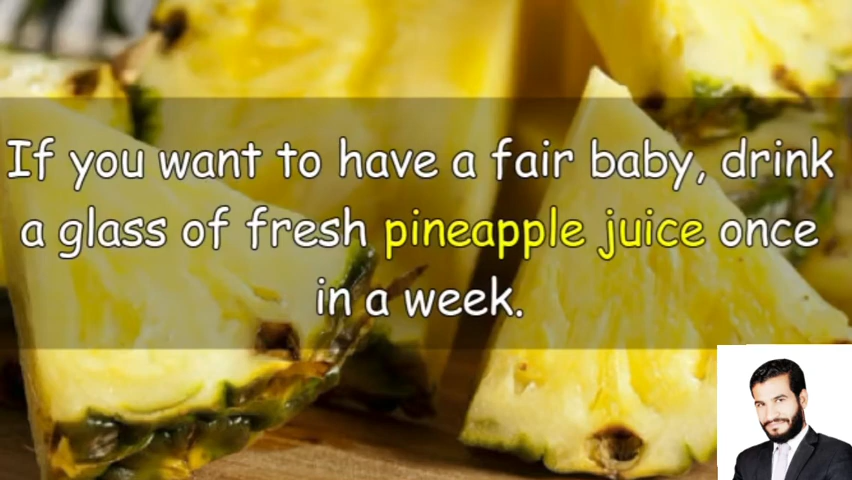 If you want to have a fair baby, drink
a glass of fresh pineapple juice once
in a week.